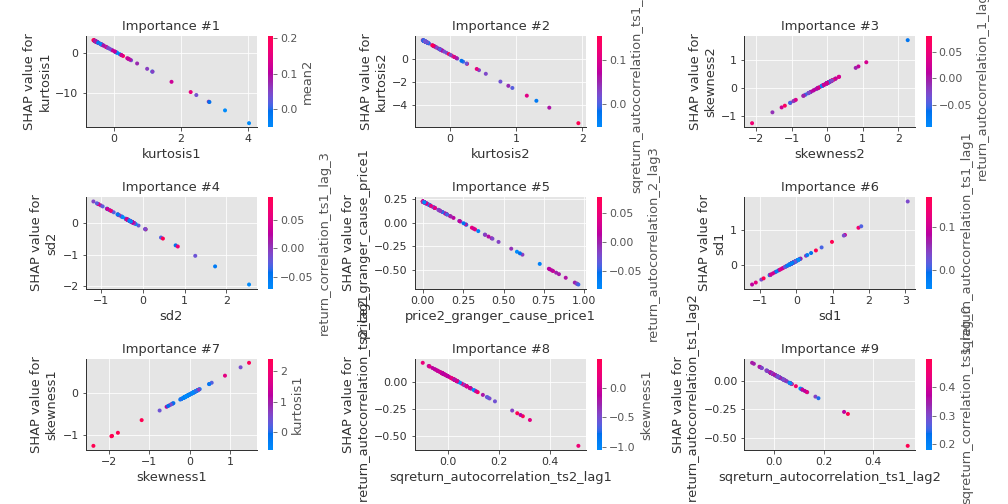 Importance #1
SHAP value for
kurtosis1
0
−10
0
2
4
kurtosis1
0.2
0.1
0.0
mean2
Importance #2
SHAP value for
kurtosis2
0
−2
−4
0
1
2
kurtosis2
0.1
0.0
Importance #3
SHAP value for
skewness2
1
0
−1
−2
−1
0
1
2
skewness2
0.05
0.00
−0.05
Importance #4
SHAP value for
sd2
0
−1
−2
−1
0
1
2
sd2
0.05
0.00
−0.05
return_correlation_ts1_lag_3
Importance #5
SHAP value for
0.25
0.00
−0.25
−0.50
0.00
0.25
0.50
0.75
1.00
price2_granger_cause_price1
0.05
0.00
−0.05
return_autocorrelation_2_lag3
Importance #6
SHAP value for
sd1
1
0
−1
0
1
2
3
sd1
0.1
0.0
Importance #7
SHAP value for
skewness1
0
−1
−2
−1
0
1
skewness1
2
1
0
kurtosis1
Importance #8
SHAP value for
0.00
−0.25
−0.50
0.0
0.2
0.4
sqreturn_autocorrelation_ts2_lag1
0.0
−0.5
−1.0
skewness1
Importance #9
SHAP value for
0.00
−0.25
−0.50
0.0
0.2
0.4
sqreturn_autocorrelation_ts1_lag2
0.4
0.3
0.2